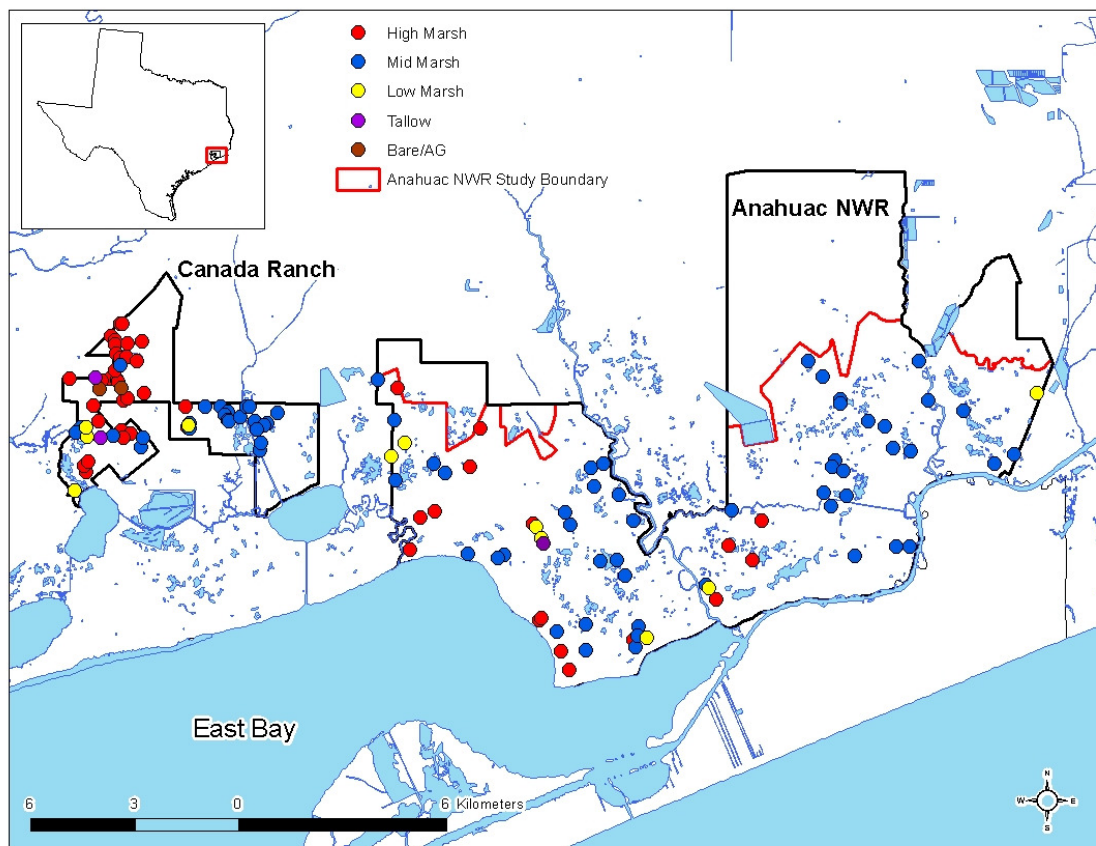 High Marsh
Mid Marsh
Low Marsh
Tallow
Bare/AG
Anahuac NWR Study Boundary
Anahuac NWR
Canada Ranch
East Bay
6 3 0 6 Kilometers
N
W E
S